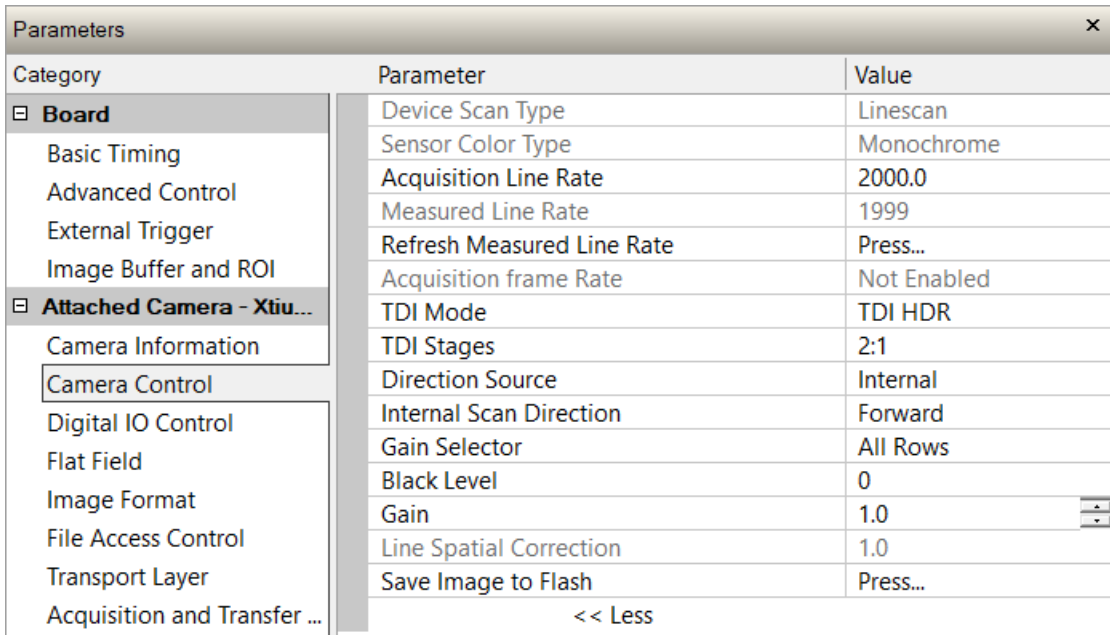 Parameters
Category
Board
Basic Timing
Advanced Control
External Trigger
Image Buffer and ROI
Attached Camera - Xtiu...
Camera Information
Camera Control
Digital IO Control
Flat Field
Image Format
File Access Control
Transport Layer
Acquisition and Transfer ...
Parameter Value
Device Scan Type Linescan
Sensor Color Type Monochrome
Acquisition Line Rate 2000.0
Measured Line Rate 1999
Refresh Measured Line Rate Press...
Acquisition frame Rate Not Enabled
TDI Mode TDI HDR
TDI Stages 2:1
Direction Source Internal
Internal Scan Direction Forward
Gain Selector All Rows
Black Level 0
Gain 1.0
Line Spatial Correction 1.0
Save Image to Flash Press...
<< Less